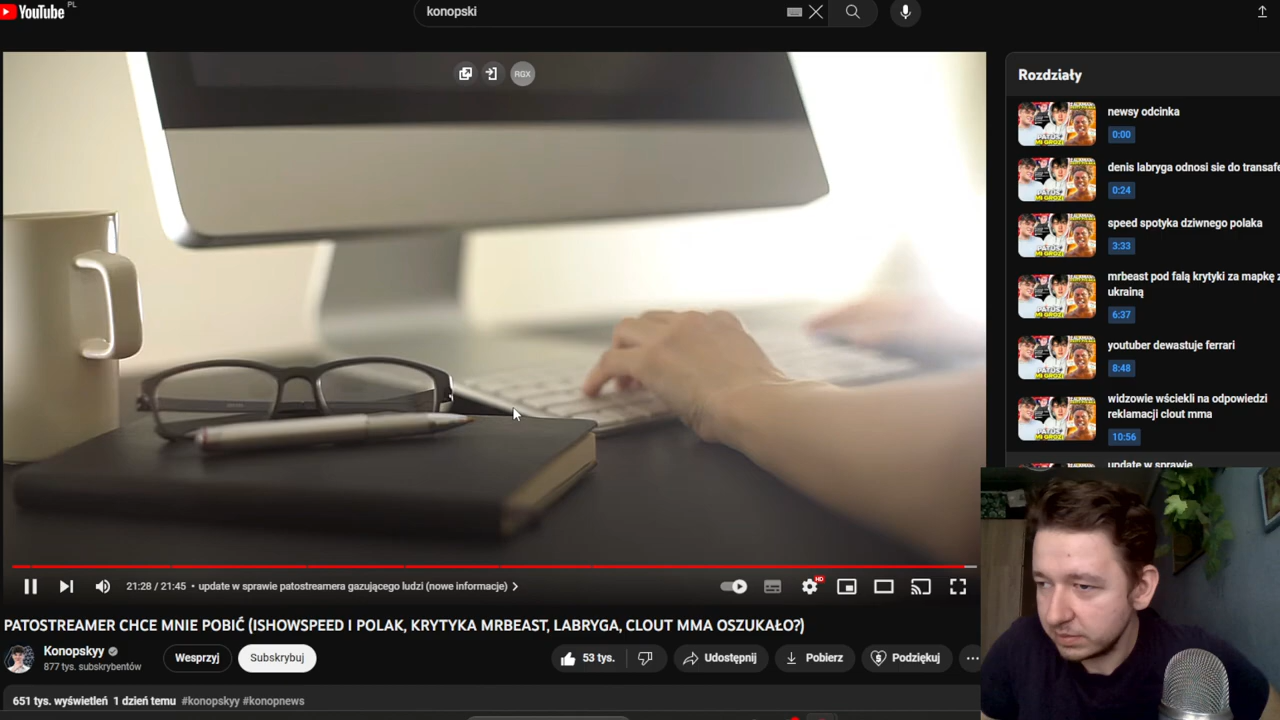 YouTube PL
konopski
RGX
Rozdziały
newsy odcinka
0:00
denis labryga odnosi sie do transafe
0:24
speed spotyka dziwnego polaka
3:33
mrbeast pod falą krytyki za mapkę z
ukrainą
6:37
youtuber dewastuje ferrari
8:48
widzowie wściekli na odpowiedzi
reklamacji clout mma
10:56
update w sprawie
21:28 / 21:45 • update w sprawie patostreamera gazującego ludzi (nowe informacje)
HD
PATOSTREAMER CHCE MNIE POBIĆ (ISHOWSPEED I POLAK, KRYTYKA MRBEAST, LABRYGA, CLOUT MMA OSZUKAŁO?)
Konopskyy
877 tys. subskrybentów
Wesprzyj
Subskrybuj
53 tys.
Udostępnij
Pobierz
Podziękuj
651 tys. wyświetleń 1 dzień temu #konopskyy #konopnews